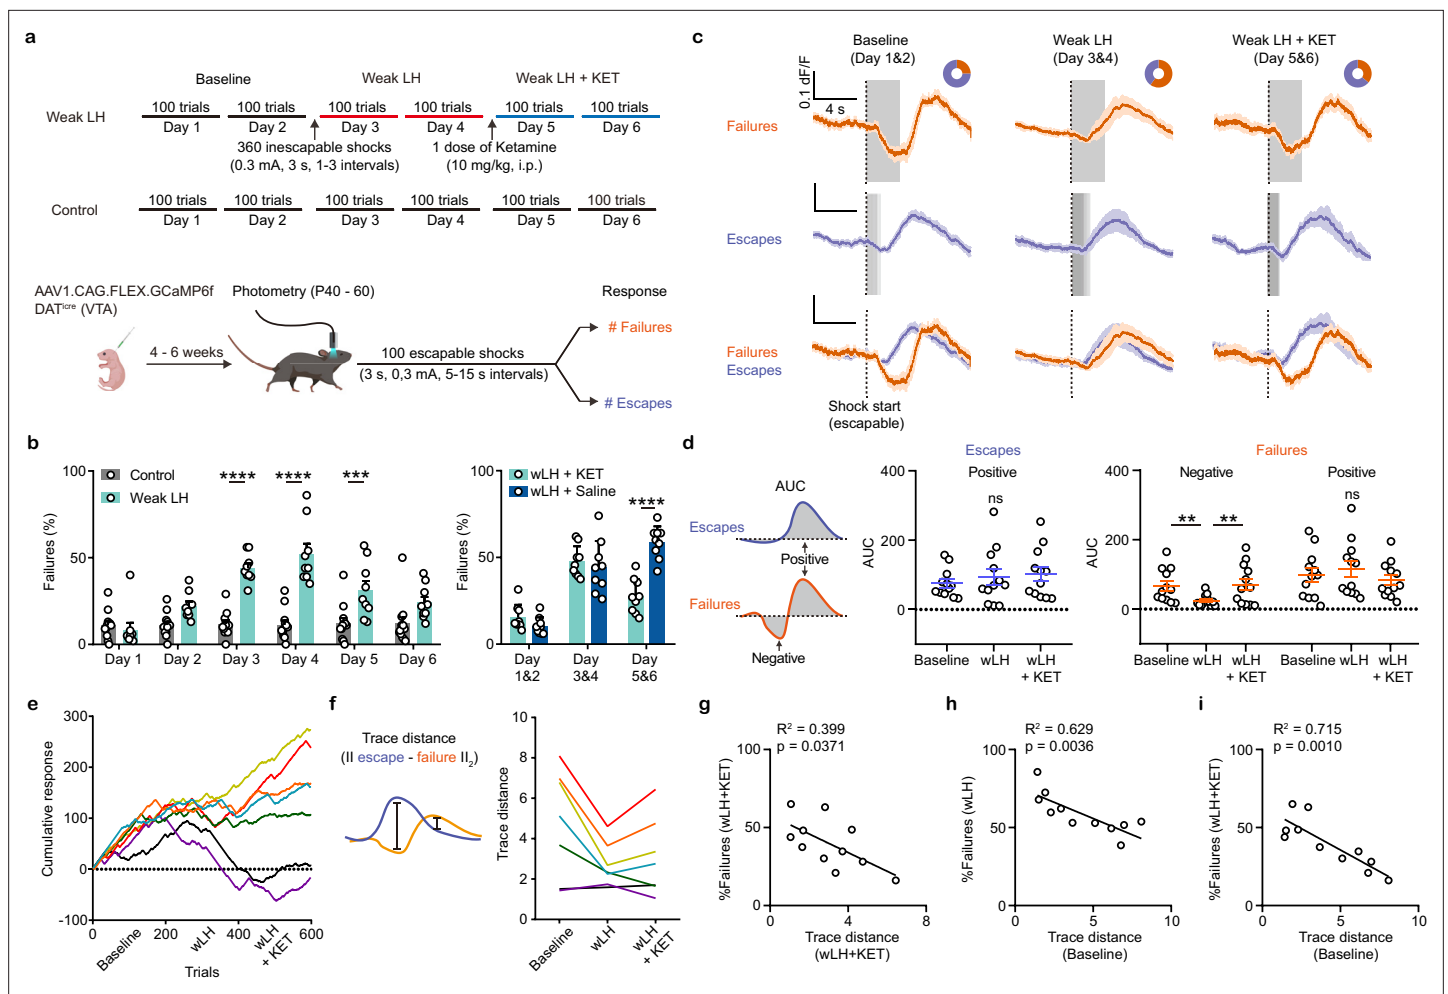 a
Baseline
Weak LH
Weak LH + KET
Weak LH
100 trials
100 trials
100 trials
100 trials
100 trials
100 trials
Day 1
Day 2
Day 3
Day 4
Day 5
Day 6
360 inescapable shocks
(0.3 mA, 3 s, 1-3 intervals)
1 dose of Ketamine
(10 mg/kg, i.p.)
Control
100 trials
100 trials
100 trials
100 trials
100 trials
100 trials
Day 1
Day 2
Day 3
Day 4
Day 5
Day 6
AAV1.CAG.FLEX.GCaMP6f
DATicre (VTA)
Photometry (P40 - 60)
Response
# Failures
4 - 6 weeks
100 escapable shocks
(3 s, 0,3 mA, 5-15 s intervals)
# Escapes
c
Baseline
(Day 1&2)
Weak LH
(Day 3&4)
Weak LH + KET
(Day 5&6)
0.1 dF/F
4 s
Failures
Escapes
Failures
Escapes
Shock start
(escapable)
b
100
50
0
Failures (%)
Control
Weak LH
****
****
***
Day 1
Day 2
Day 3
Day 4
Day 5
Day 6
100
50
0
Failures (%)
wLH + KET
wLH + Saline
****
Day
1&2
Day
3&4
Day
5&6
d
AUC
Escapes
Positive
Failures
Negative
Escapes
Positive
ns
400
200
0
AUC
Baseline
wLH
wLH
+ KET
Failures
Negative
Positive
**
**
ns
400
200
0
AUC
Baseline
wLH
wLH
+ KET
Baseline
wLH
wLH
+ KET
e
300
200
100
0
-100
Cumulative response
0
200
400
600
Baseline
wLH
wLH
+ KET
Trials
f
Trace distance
(II escape - failure II2)
10
8
6
4
2
0
Trace distance
Baseline
wLH
wLH
+ KET
g
R2 = 0.399
p = 0.0371
100
50
0
%Failures (wLH+KET)
0
4
8
Trace distance
(wLH+KET)
h
R2 = 0.629
p = 0.0036
100
50
0
%Failures (wLH)
0
5
10
Trace distance
(Baseline)
i
R2 = 0.715
p = 0.0010
100
50
0
%Failures (wLH+KET)
0
5
10
Trace distance
(Baseline)